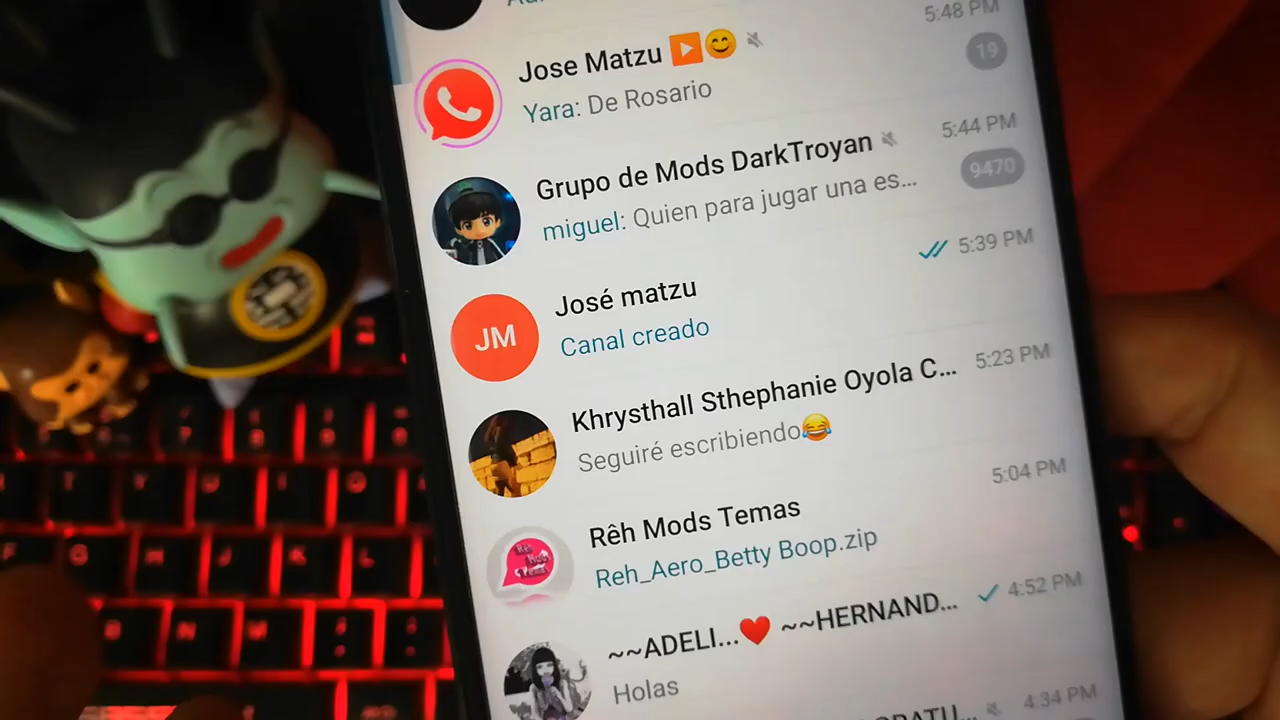 5:48 PM
Jose Matzu ▶️😊
19
Yara: De Rosario
5:44 PM
Grupo de Mods DarkTroyan
9470
miguel: Quien para jugar una es...
5:39 PM
José matzu
JM
Canal creado
5:23 PM
Khrysthall Sthephanie Oyola C...
Seguiré escribiendo😂
5:04 PM
Rêh Mods Temas
Reh_Aero_Betty Boop.zip
4:52 PM
~~ADELI...❤️ ~~HERNAND...
Holas
4:34 PM
T
Y
U
G
H
J
K
L
B
N
M